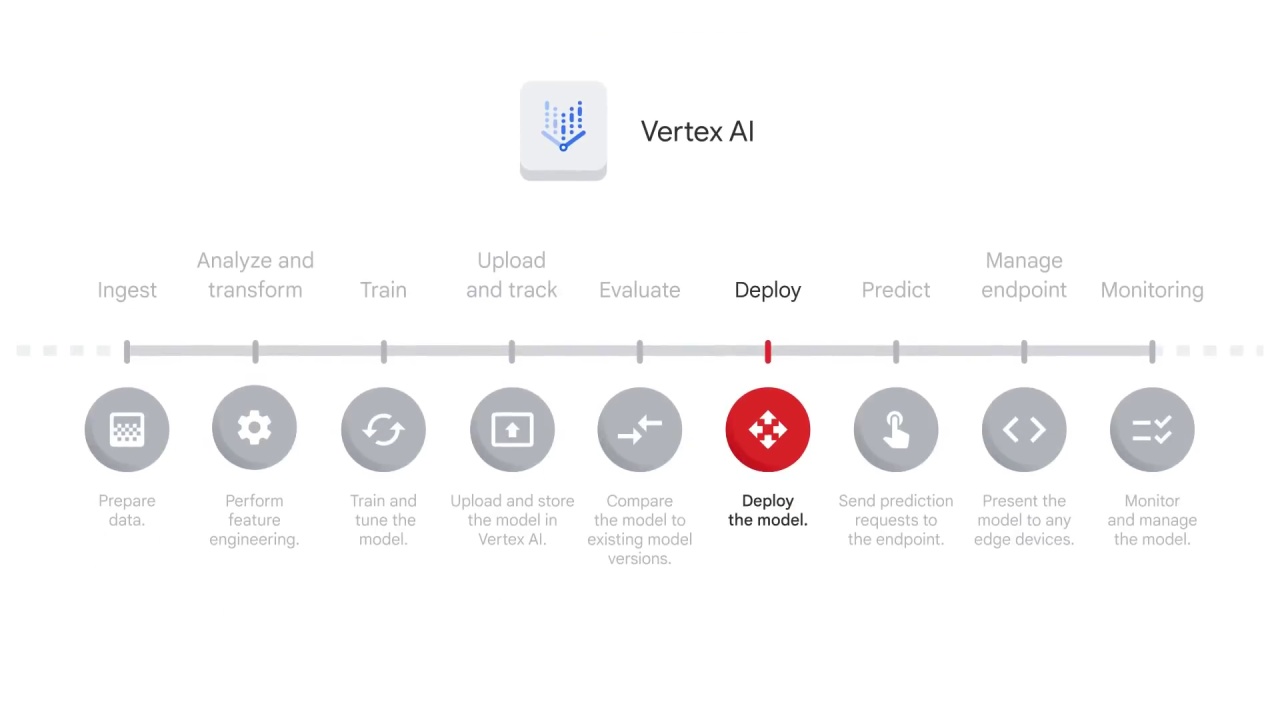 Vertex AI
Ingest
Analyze and
transform
Train
Upload
and track
Evaluate
Deploy
Predict
Manage
endpoint
Monitoring
Prepare
data.
Perform
feature
engineering.
Train and
tune the
model.
Upload and store
the model in
Vertex AI.
Compare
the model to
existing model
versions.
Deploy
the model.
Send prediction
requests to
the endpoint.
Present the
model to any
edge devices.
Monitor
and manage
the model.